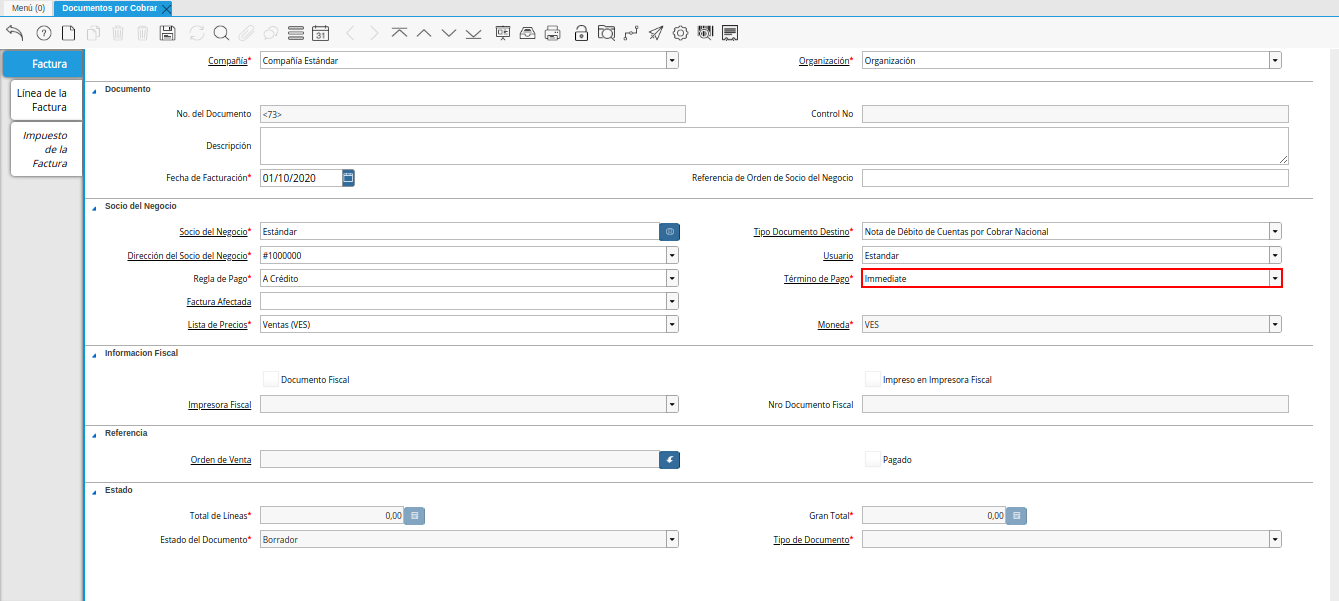 Menú (0) Documentos por Cobrar
31
Factura
Línea de la
Factura
Impuesto
de la
Factura
Compañía* Compañía Estándar Organización* Organización
Documento
No. del Documento <73> Control No
Descripción
Fecha de Facturación* 01/10/2020 Referencia de Orden de Socio del Negocio
Socio del Negocio
Socio del Negocio* Estándar Tipo Documento Destino* Nota de Débito de Cuentas por Cobrar Nacional
Dirección del Socio del Negocio* #1000000 Usuario Estandar
Regla de Pago* A Crédito Término de Pago* Immediate
Factura Afectada
Lista de Precios* Ventas (VES) Moneda* VES
Informacion Fiscal
Documento Fiscal Impreso en Impresora Fiscal
Impresora Fiscal Nro Documento Fiscal
Referencia
Orden de Venta Pagado
Estado
Total de Líneas* 0,00 Gran Total* 0,00
Estado del Documento* Borrador Tipo de Documento*